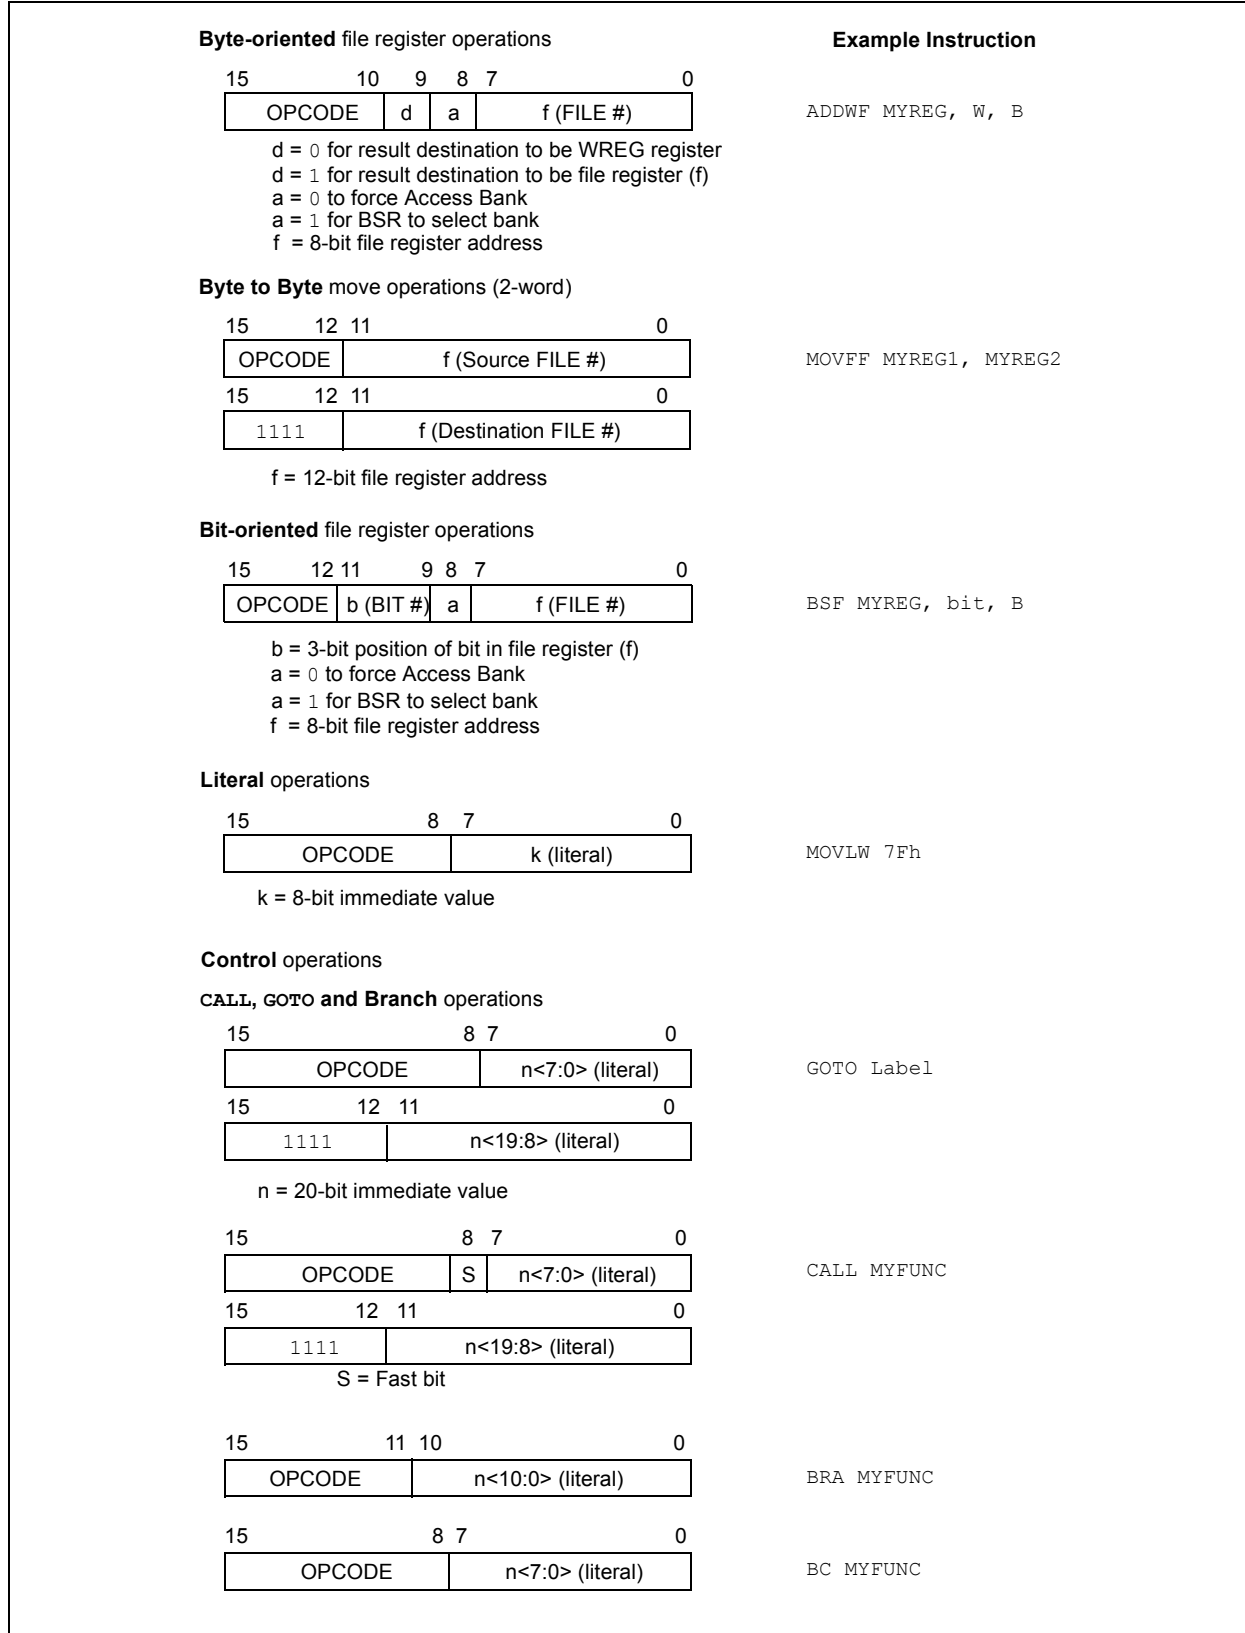 Byte-oriented file register operations Example Instruction
15 10 9 8 7 0
OPCODE d a f (FILE #) ADDWF MYREG, W, B
d = 0 for result destination to be WREG register
d = 1 for result destination to be file register (f)
a = 0 to force Access Bank
a = 1 for BSR to select bank
f = 8-bit file register address
Byte to Byte move operations (2-word)
15 12 11 0
OPCODE f (Source FILE #) MOVFF MYREG1, MYREG2
15 12 11 0
1111 f (Destination FILE #)
f = 12-bit file register address
Bit-oriented file register operations
15 12 11 9 8 7 0
OPCODE b (BIT #) a f (FILE #) BSF MYREG, bit, B
b = 3-bit position of bit in file register (f)
a = 0 to force Access Bank
a = 1 for BSR to select bank
f = 8-bit file register address
Literal operations
15 8 7 0
OPCODE k (literal) MOVLW 7Fh
k = 8-bit immediate value
Control operations
CALL, GOTO and Branch operations
15 8 7 0
OPCODE n<7:0> (literal) GOTO Label
15 12 11 0
1111 n<19:8> (literal)
n = 20-bit immediate value
15 8 7 0
OPCODE S n<7:0> (literal) CALL MYFUNC
15 12 11 0
1111 n<19:8> (literal)
S = Fast bit
15 11 10 0
OPCODE n<10:0> (literal) BRA MYFUNC
15 8 7 0
OPCODE n<7:0> (literal) BC MYFUNC